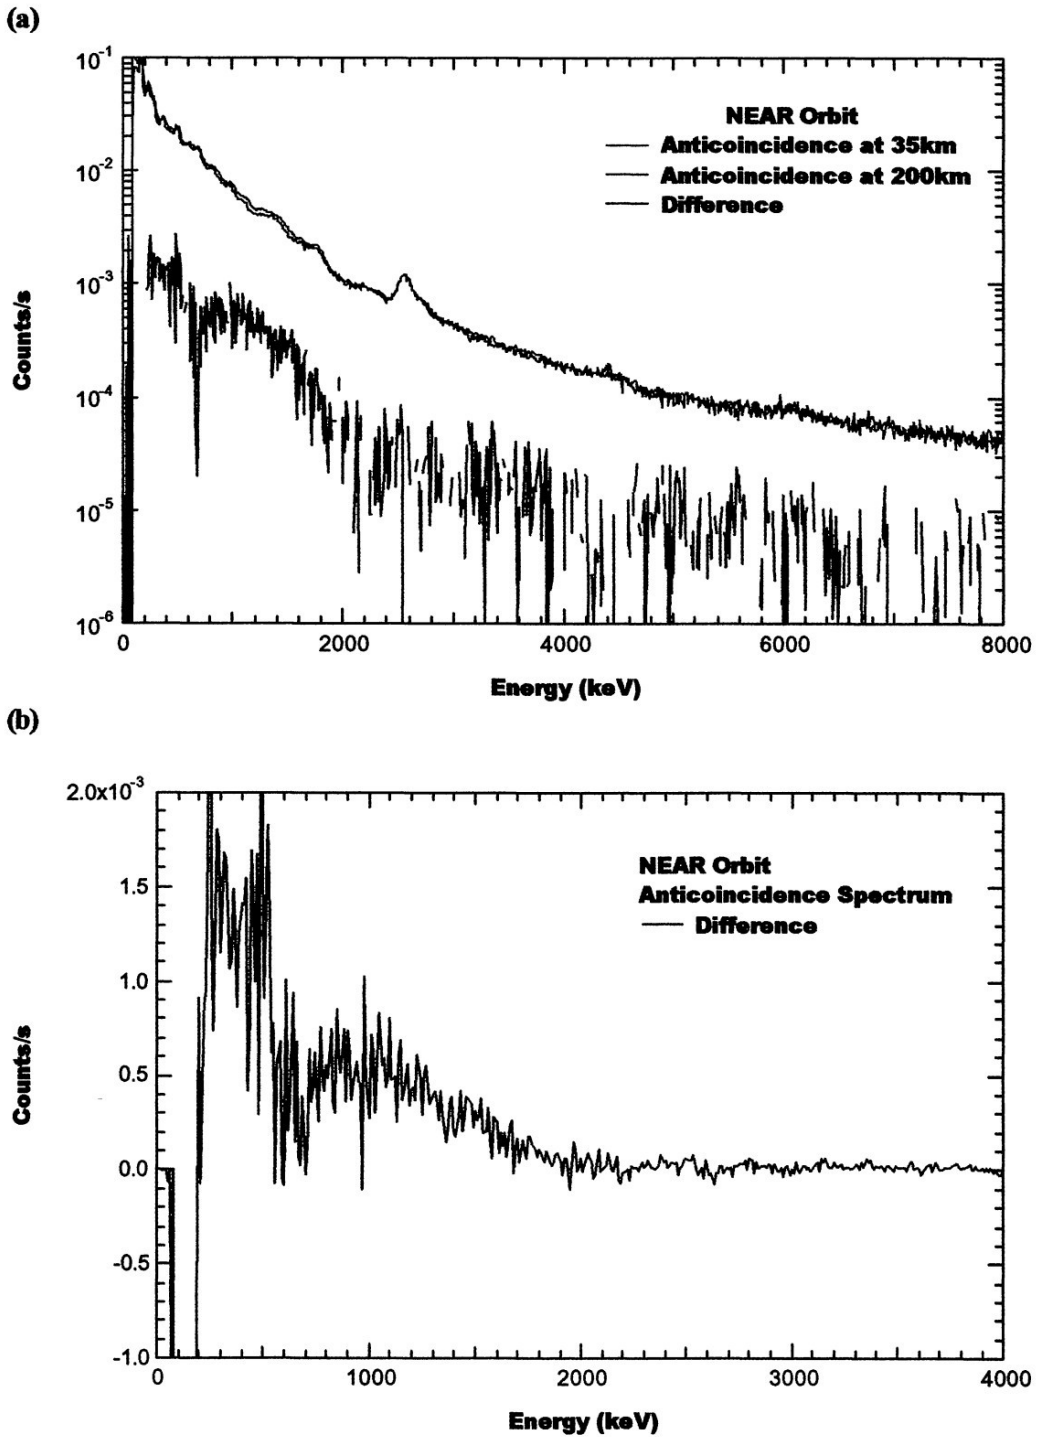 (a)
10-1
10-2
10-3
10-4
10-5
10-6
Counts/s
NEAR Orbit
Anticoincidence at 35km
Anticoincidence at 200km
Difference
0 2000 4000 6000 8000
Energy (keV)
(b)
2.0x10-3
1.5
1.0
0.5
0.0
-0.5
-1.0
Counts/s
NEAR Orbit
Anticoincidence Spectrum
Difference
0 1000 2000 3000 4000
Energy (keV)